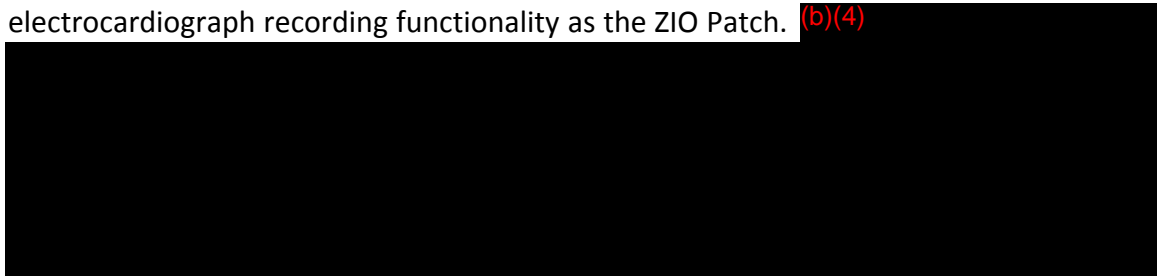 electrocardiograph recording functionality as the ZIO Patch. (b)(4)